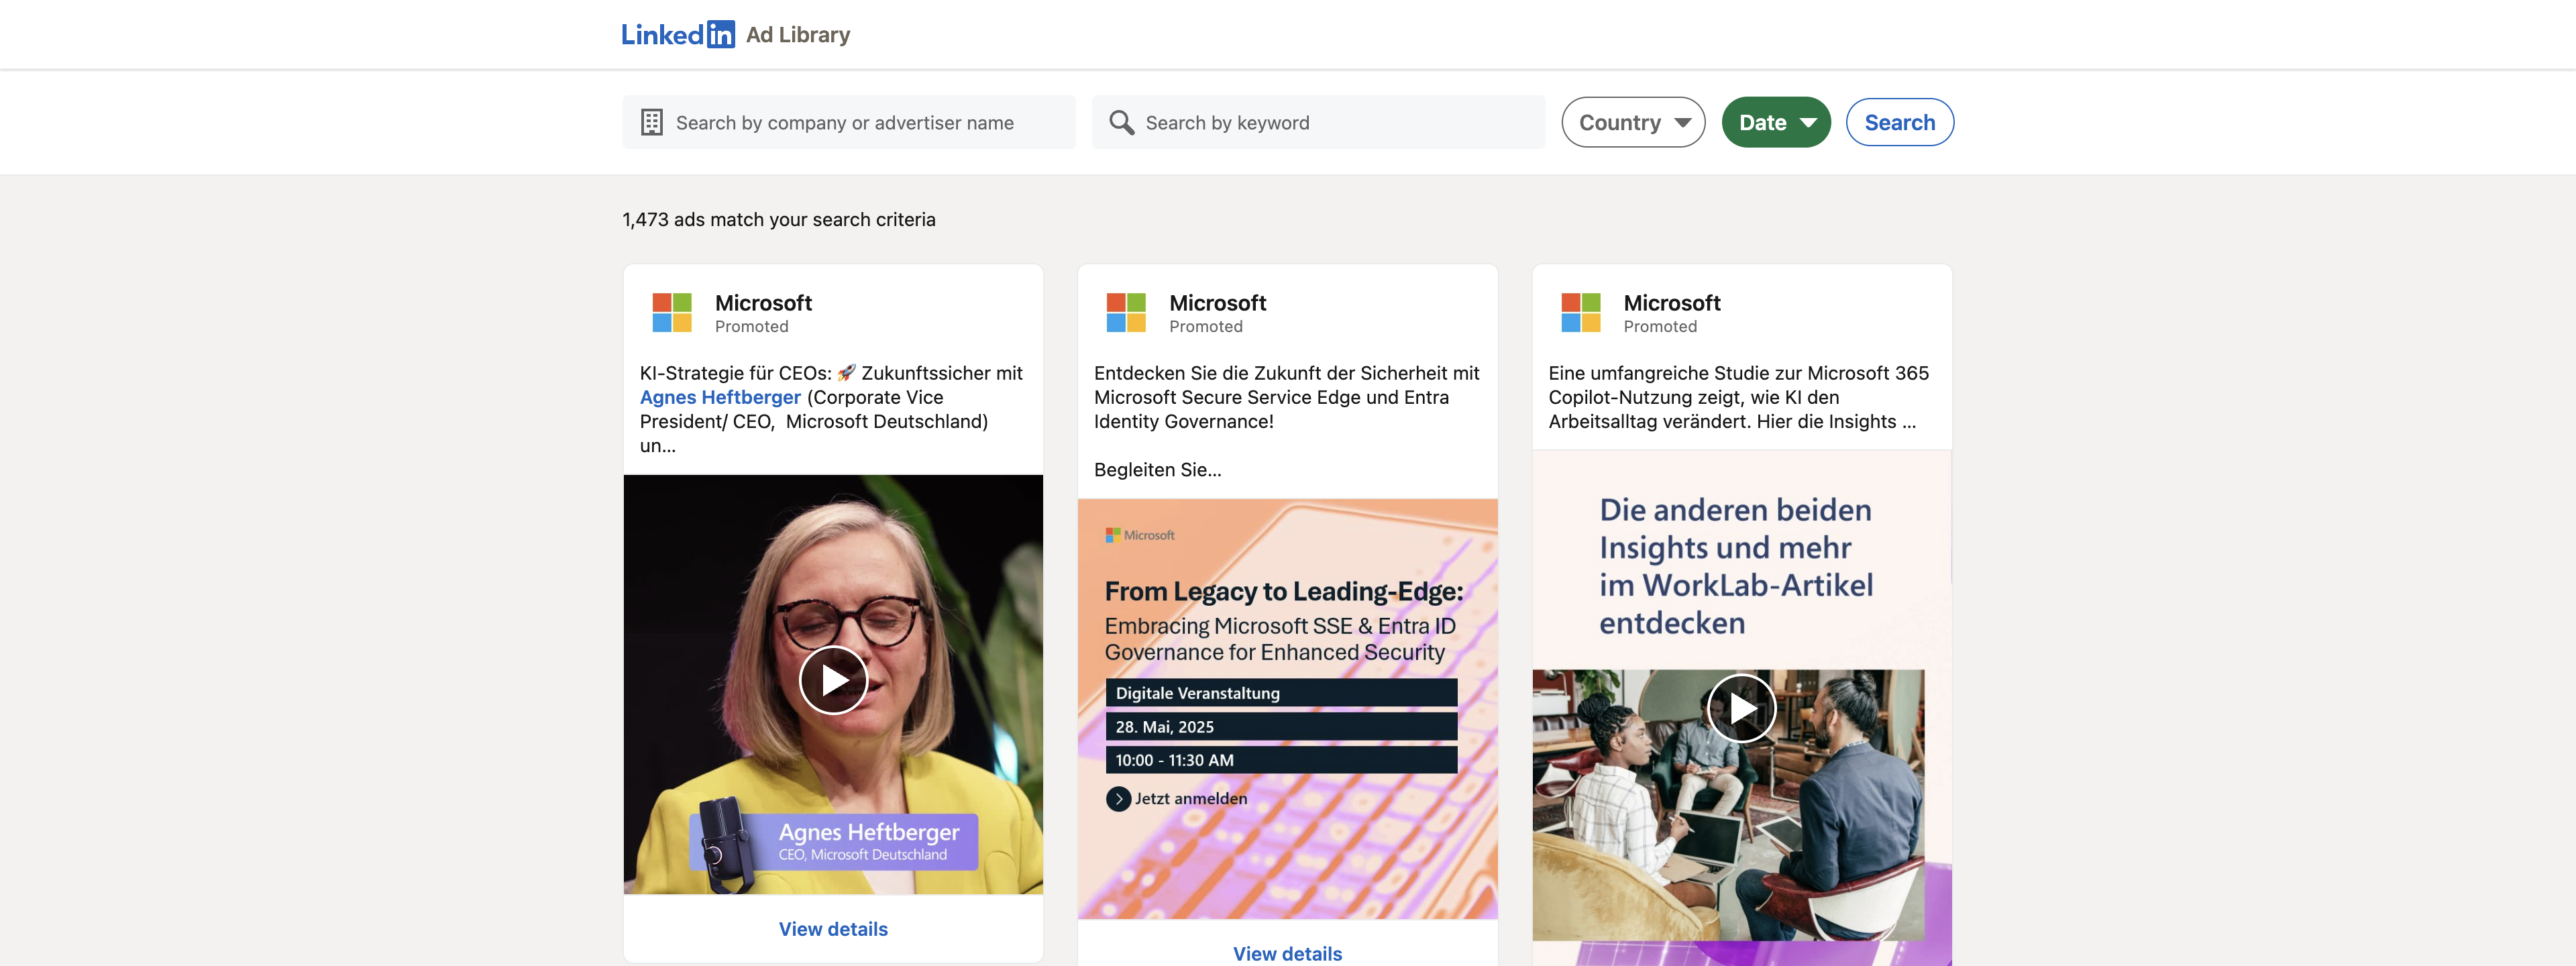 LinkedIn Ad Library
Search by company or advertiser name
Search by keyword
Country
Date
Search
1,473 ads match your search criteria
Microsoft
Promoted
KI-Strategie für CEOs: 🚀 Zukunftssicher mit
Agnes Heftberger (Corporate Vice
President/ CEO, Microsoft Deutschland)
un...
Agnes Heftberger
CEO, Microsoft Deutschland
View details
Microsoft
Promoted
Entdecken Sie die Zukunft der Sicherheit mit
Microsoft Secure Service Edge und Entra
Identity Governance!
Begleiten Sie...
Microsoft
From Legacy to Leading-Edge:
Embracing Microsoft SSE & Entra ID
Governance for Enhanced Security
Digitale Veranstaltung
28. Mai, 2025
10:00 - 11:30 AM
Jetzt anmelden
View details
Microsoft
Promoted
Eine umfangreiche Studie zur Microsoft 365
Copilot-Nutzung zeigt, wie KI den
Arbeitsalltag verändert. Hier die Insights ...
Die anderen beiden
Insights und mehr
im WorkLab-Artikel
entdecken